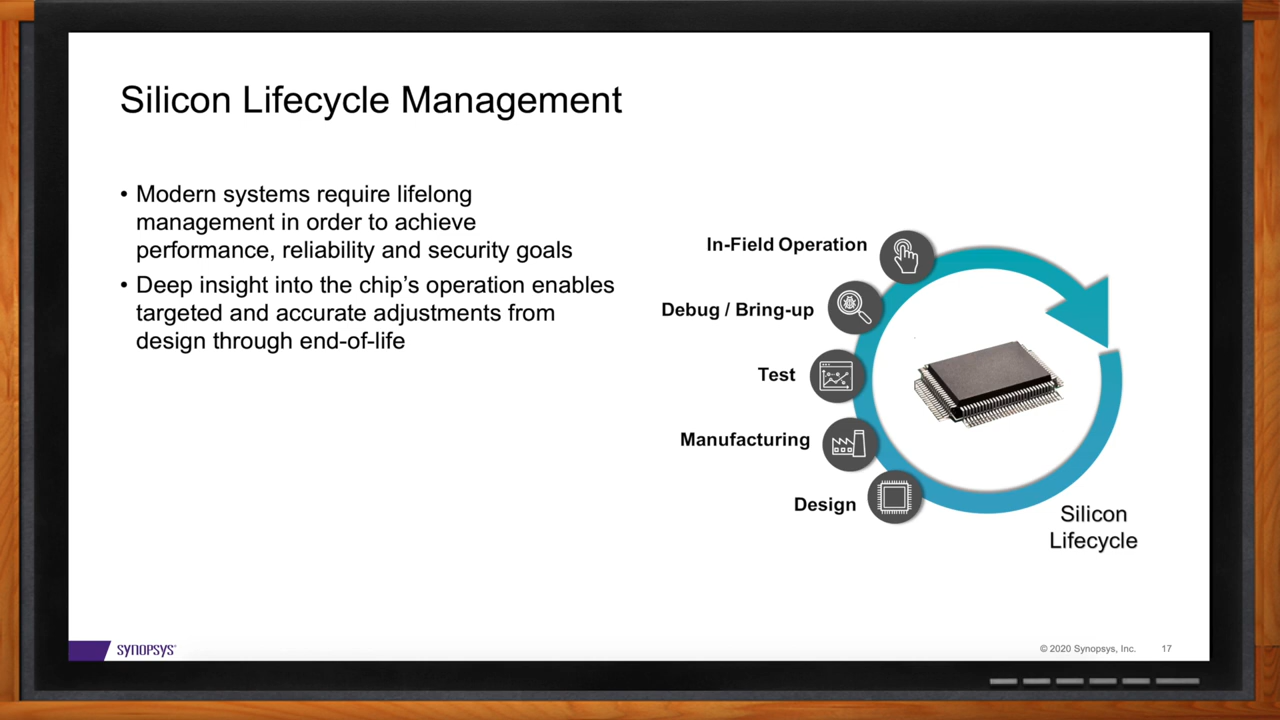 Silicon Lifecycle Management
• Modern systems require lifelong
management in order to achieve
performance, reliability and security goals
• Deep insight into the chip's operation enables
targeted and accurate adjustments from
design through end-of-life
In-Field Operation
Debug / Bring-up
Test
Manufacturing
Design
Silicon
Lifecycle
SYNOPSYS®
© 2020 Synopsys, Inc.
17